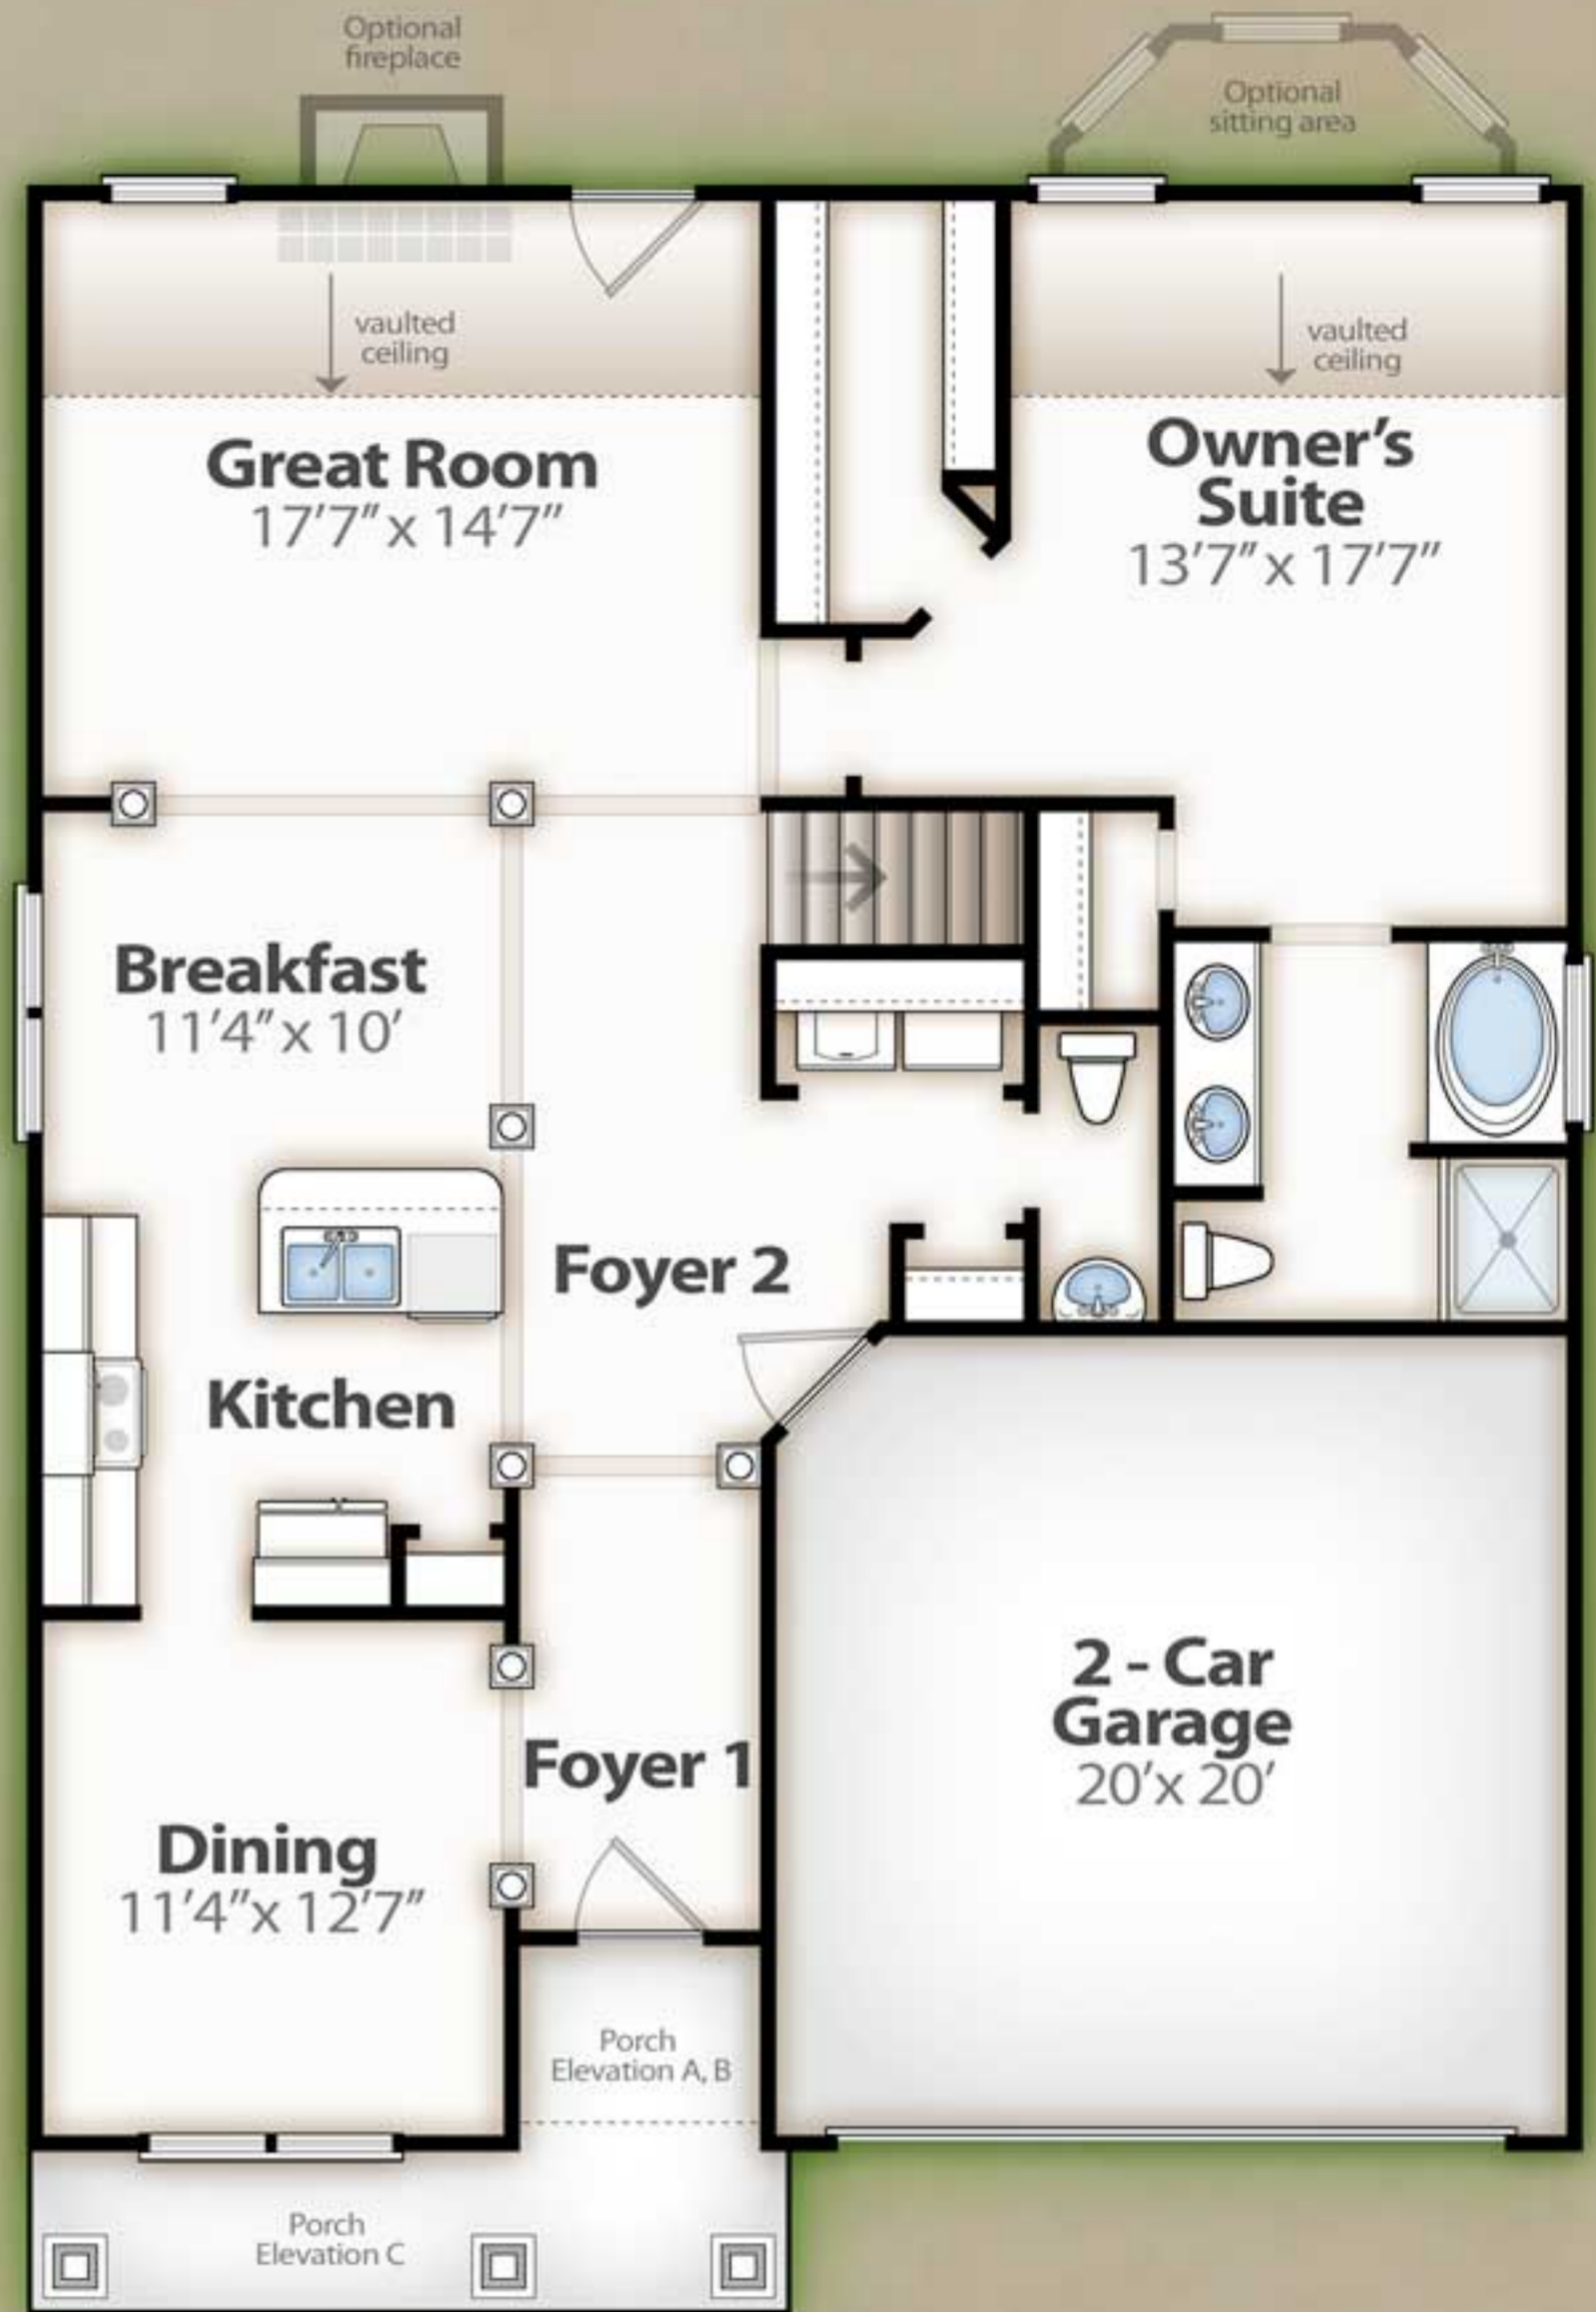 Optional
fireplace
Optional
sitting area
vaulted
ceiling
vaulted
ceiling
Great Room
17'7" x 14'7"
Owner's
Suite
13'7" x 17'7"
Breakfast
11'4" x 10'
Foyer 2
Kitchen
2 - Car
Garage
20' x 20'
Foyer 1
Dining
11'4" x 12'7"
Porch
Elevation A, B
Porch
Elevation C